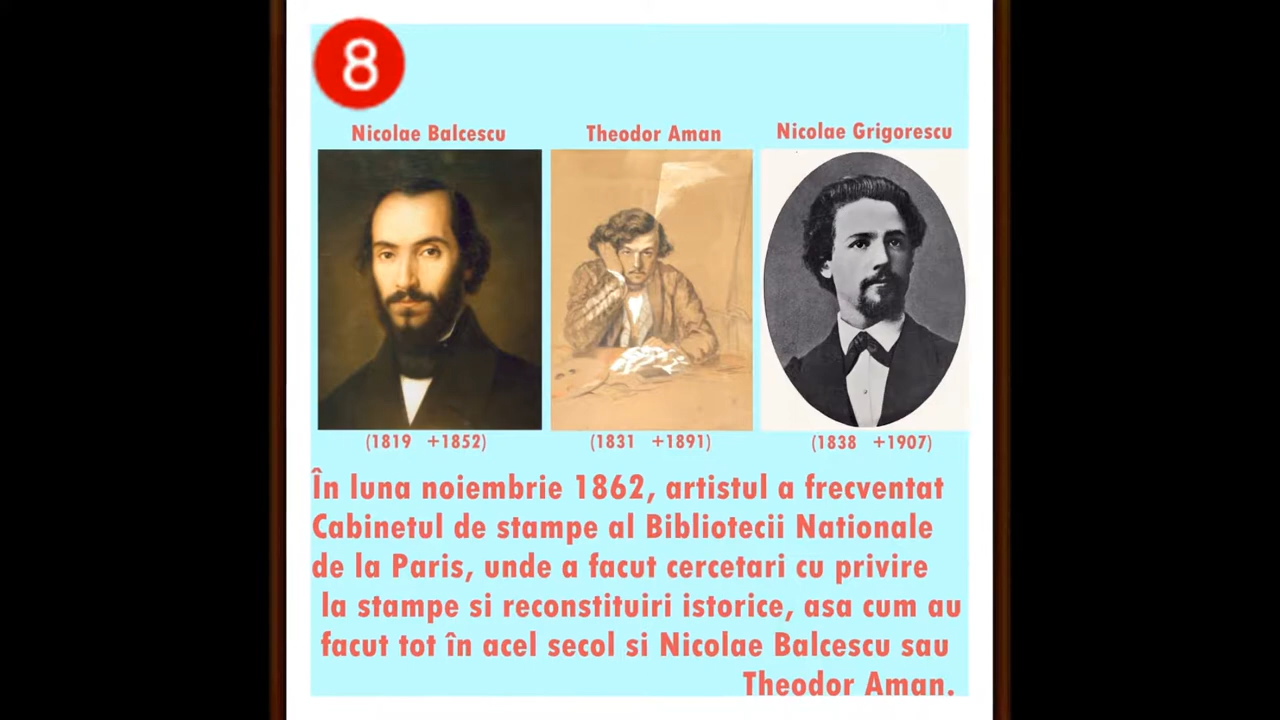 8
Nicolae Balcescu
Theodor Aman
Nicolae Grigorescu
(1819 +1852)
(1831 +1891)
(1838 +1907)
În luna noiembrie 1862, artistul a frecventat
Cabinetul de stampe al Bibliotecii Nationale
de la Paris, unde a facut cercetari cu privire
la stampe si reconstituiri istorice, asa cum au
facut tot în acel secol si Nicolae Balcescu sau
Theodor Aman.